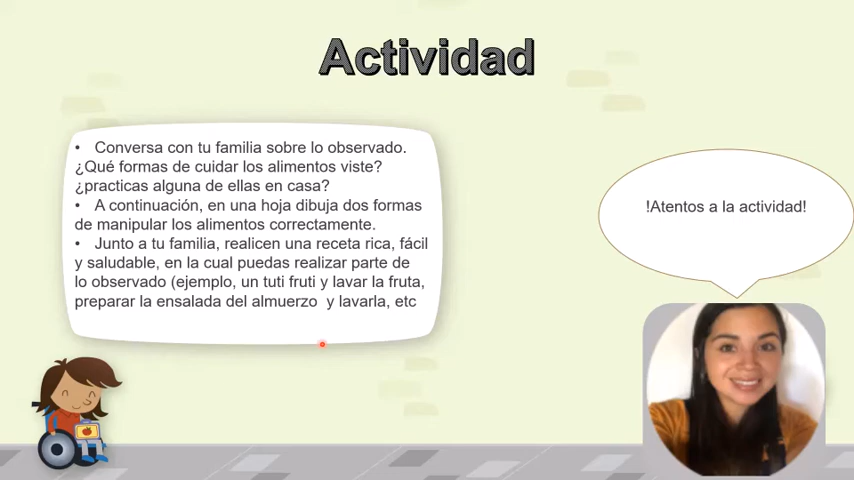 Actividad
• Conversa con tu familia sobre lo observado.
¿Qué formas de cuidar los alimentos viste?
¿practicas alguna de ellas en casa?
• A continuación, en una hoja dibuja dos formas
de manipular los alimentos correctamente.
• Junto a tu familia, realicen una receta rica, fácil
y saludable, en la cual puedas realizar parte de
lo observado (ejemplo, un tuti fruti y lavar la fruta,
preparar la ensalada del almuerzo y lavarla, etc
!Atentos a la actividad!